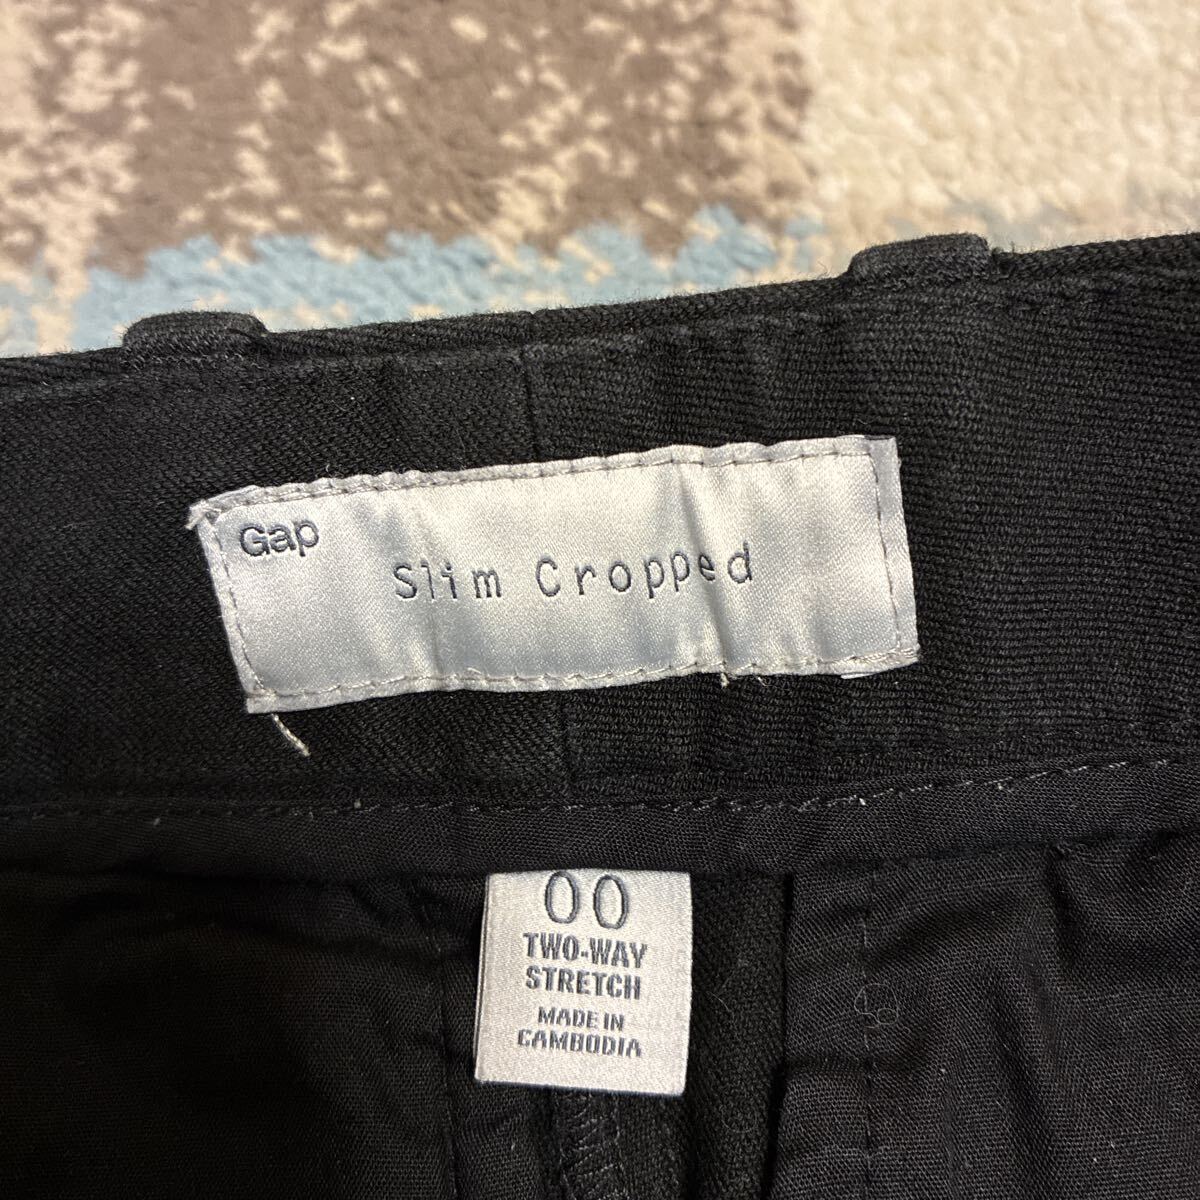 Gap
Slim Cropped
00
TWO-WAY
STRETCH
MADE IN
CAMBODIA